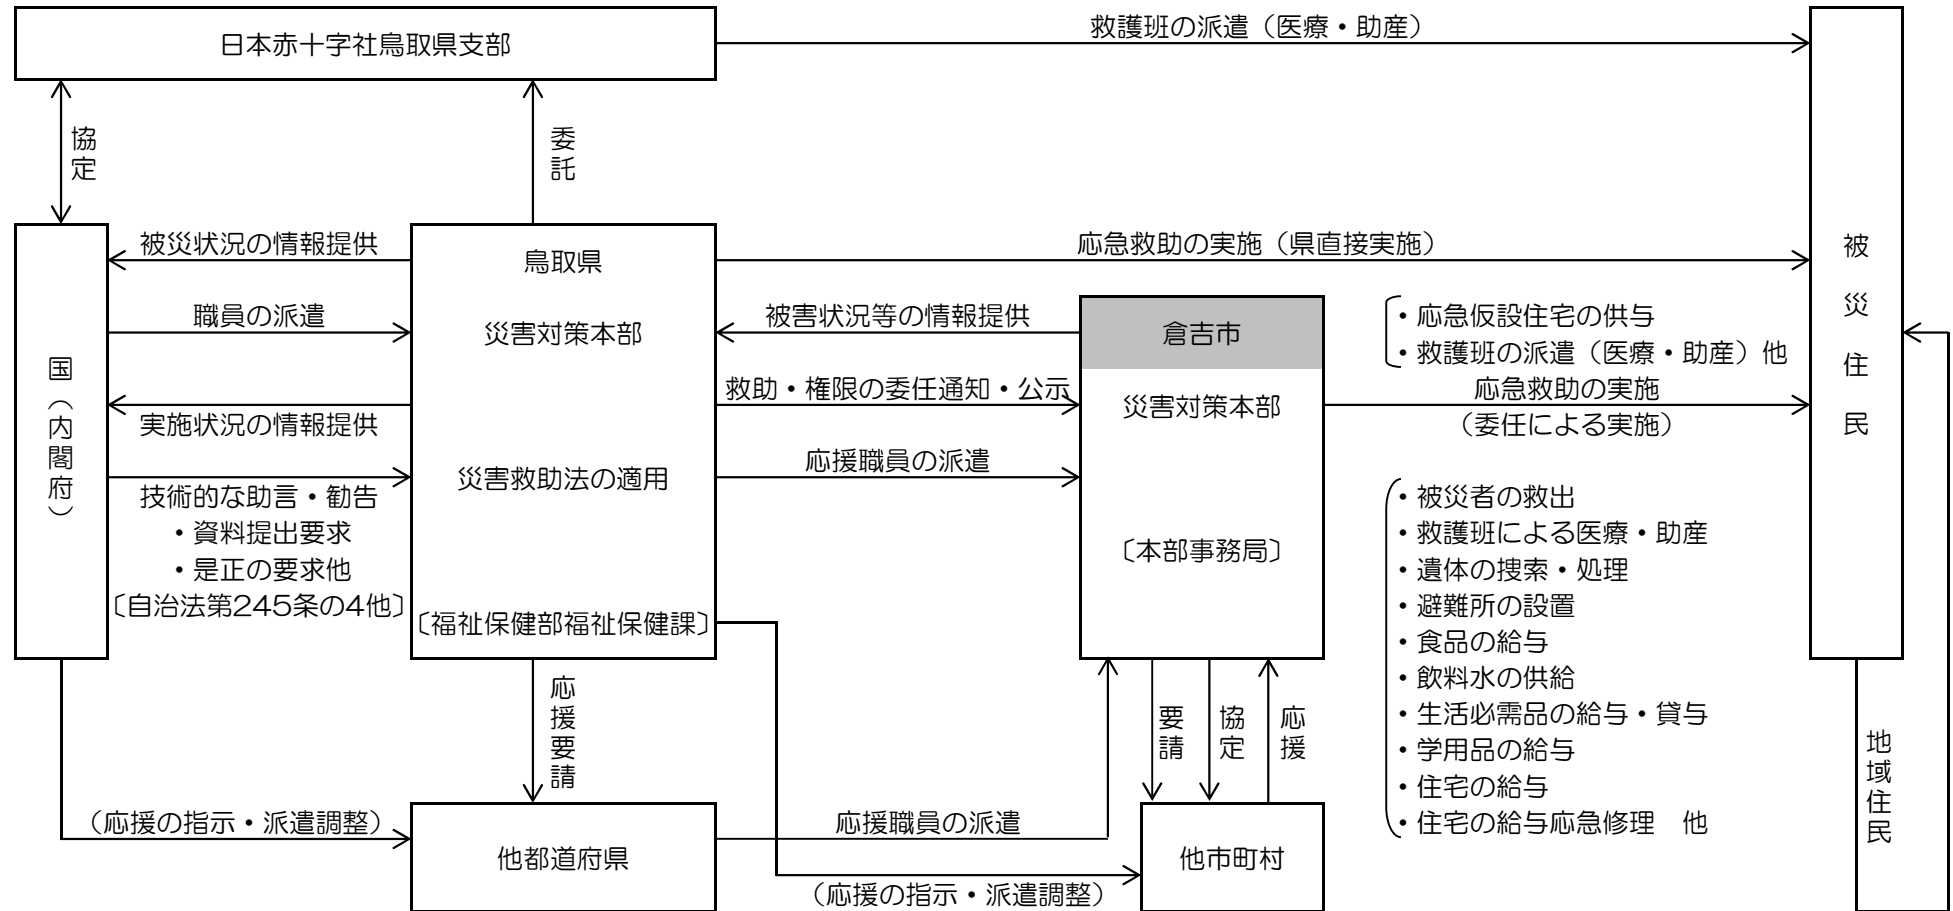 日本赤十字社鳥取県支部
救護班の派遣（医療・助産）
協定
委託
被災状況の情報提供
鳥取県
応急救助の実施（県直接実施）
被災住民
職員の派遣
災害対策本部
被害状況等の情報提供
倉吉市
・応急仮設住宅の供与
・救護班の派遣（医療・助産）他
国（内閣府）
実施状況の情報提供
救助・権限の委任通知・公示
災害対策本部
応急救助の実施
（委任による実施）
技術的な助言・勧告
・資料提出要求
・是正の要求他
〔自治法第245条の4他〕
災害救助法の適用
応援職員の派遣
〔本部事務局〕
〔福祉保健部福祉保健課〕
・被災者の救出
・救護班による医療・助産
・遺体の捜索・処理
・避難所の設置
・食品の給与
・飲料水の供給
・生活必需品の給与・貸与
・学用品の給与
・住宅の給与
・住宅の給与応急修理　他
応援要請
要請
協定
応援
地域住民
（応援の指示・派遣調整）
他都道府県
応援職員の派遣
他市町村
（応援の指示・派遣調整）